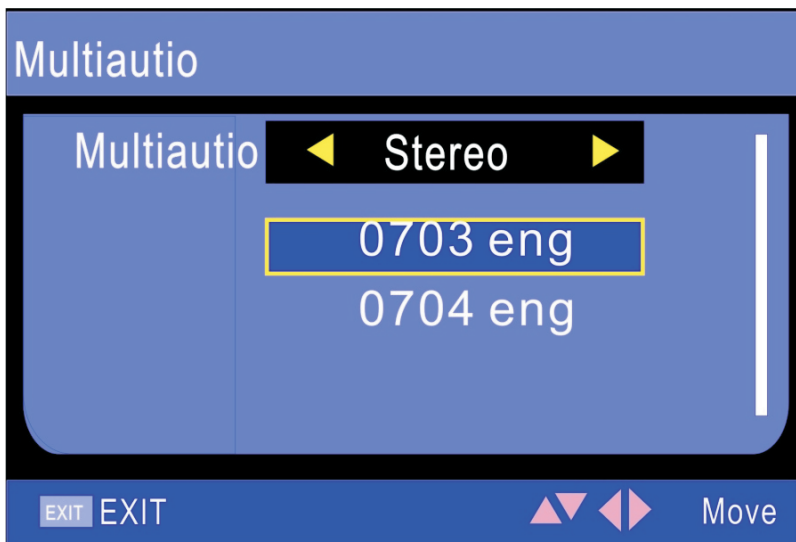 Multiautio
Multiautio Stereo
0703 eng
0704 eng
EXIT EXIT Move